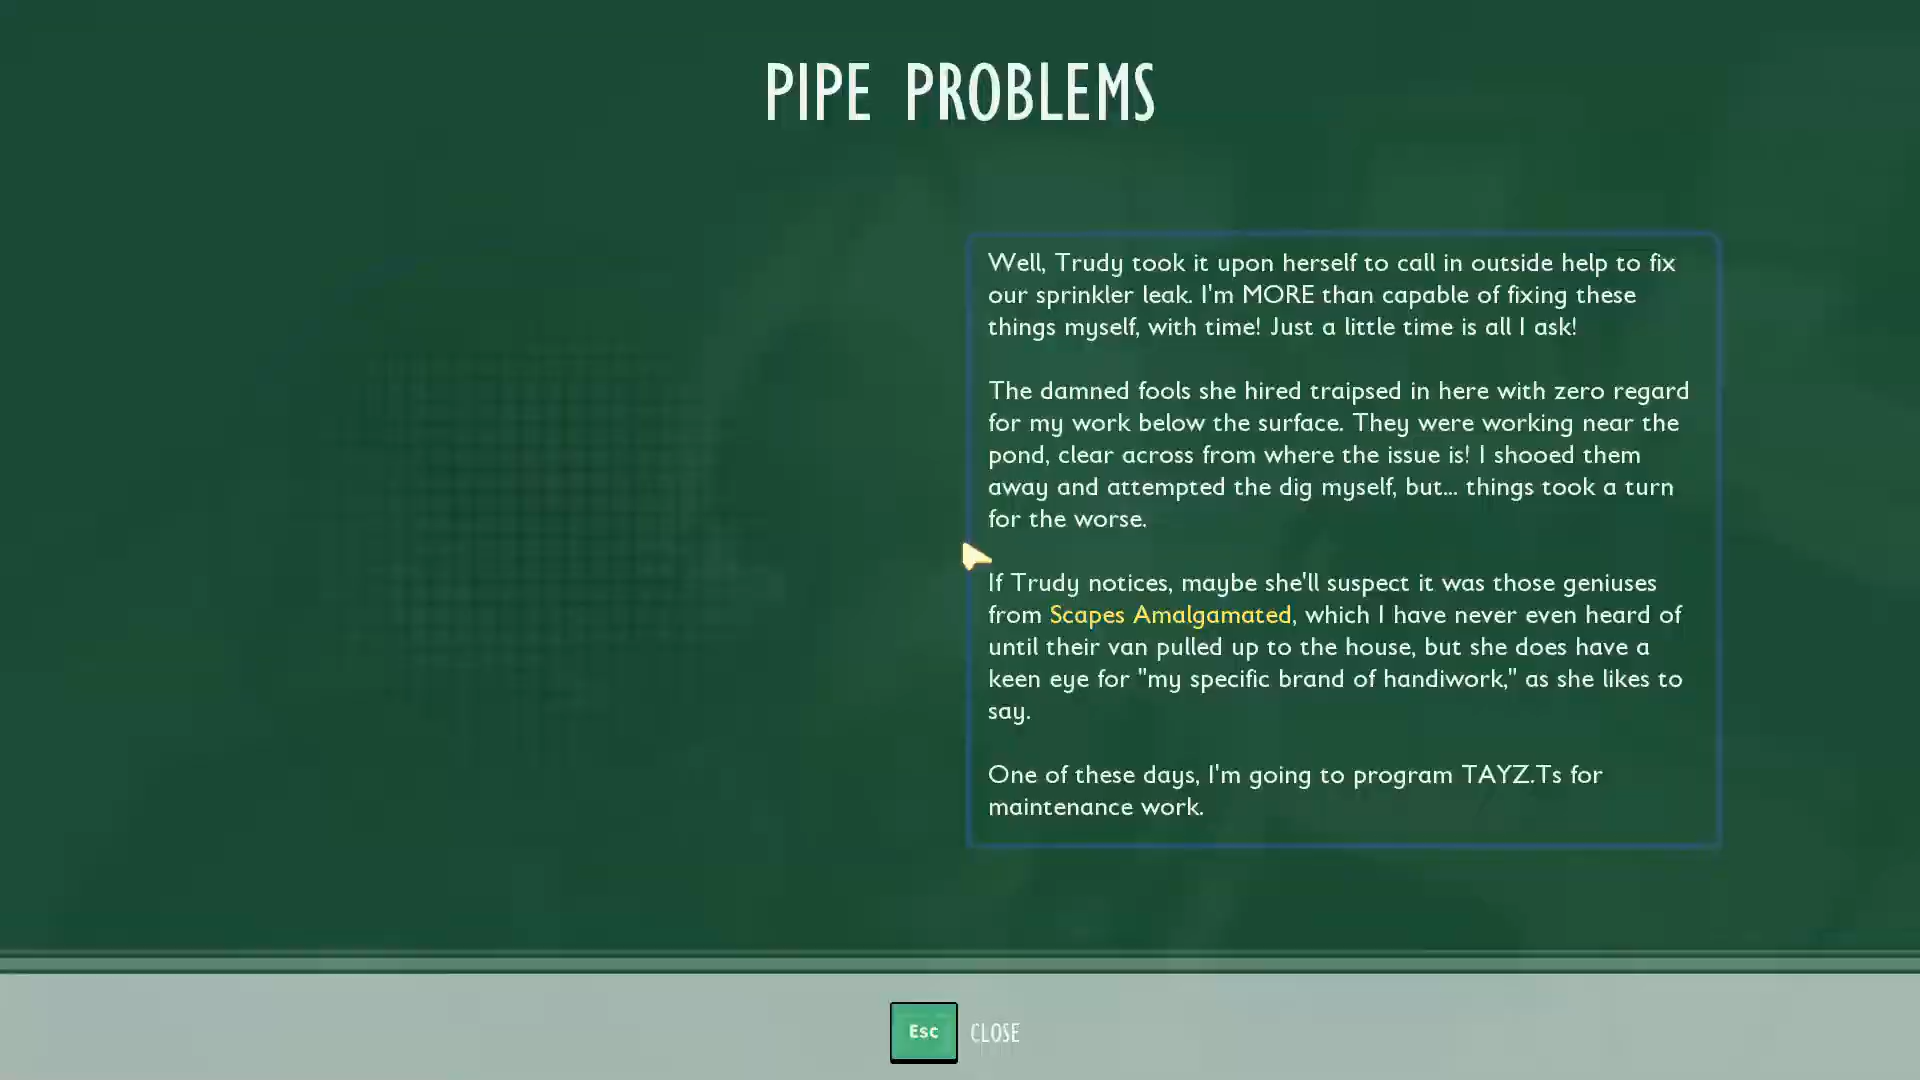 PIPE PROBLEMS
Well, Trudy took it upon herself to call in outside help to fix
our sprinkler leak. I'm MORE than capable of fixing these
things myself, with time! Just a little time is all I ask!
The damned fools she hired traipsed in here with zero regard
for my work below the surface. They were working near the
pond, clear across from where the issue is! I shooed them
away and attempted the dig myself, but... things took a turn
for the worse.
If Trudy notices, maybe she'll suspect it was those geniuses
from Scapes Amalgamated, which I have never even heard of
until their van pulled up to the house, but she does have a
keen eye for "my specific brand of handiwork," as she likes to
say.
One of these days, I'm going to program TAYZ.Ts for
maintenance work.
Esc CLOSE